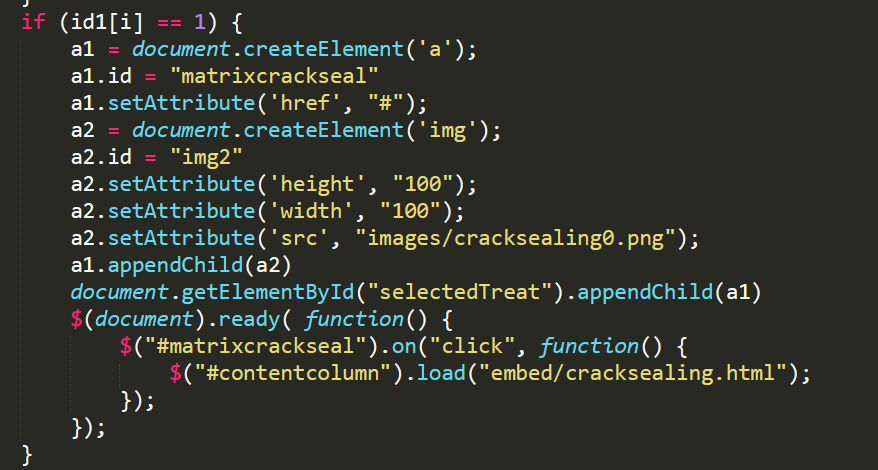 }
if (id1[i] == 1) {
    a1 = document.createElement('a');
    a1.id = "matrixcrackseal"
    a1.setAttribute('href', "#");
    a2 = document.createElement('img');
    a2.id = "img2"
    a2.setAttribute('height', "100");
    a2.setAttribute('width', "100");
    a2.setAttribute('src', "images/cracksealing0.png");
    a1.appendChild(a2)
    document.getElementById("selectedTreat").appendChild(a1)
    $(document).ready( function() {
        $("#matrixcrackseal").on("click", function() {
            $("#contentcolumn").load("embed/cracksealing.html");
        });
    });
}